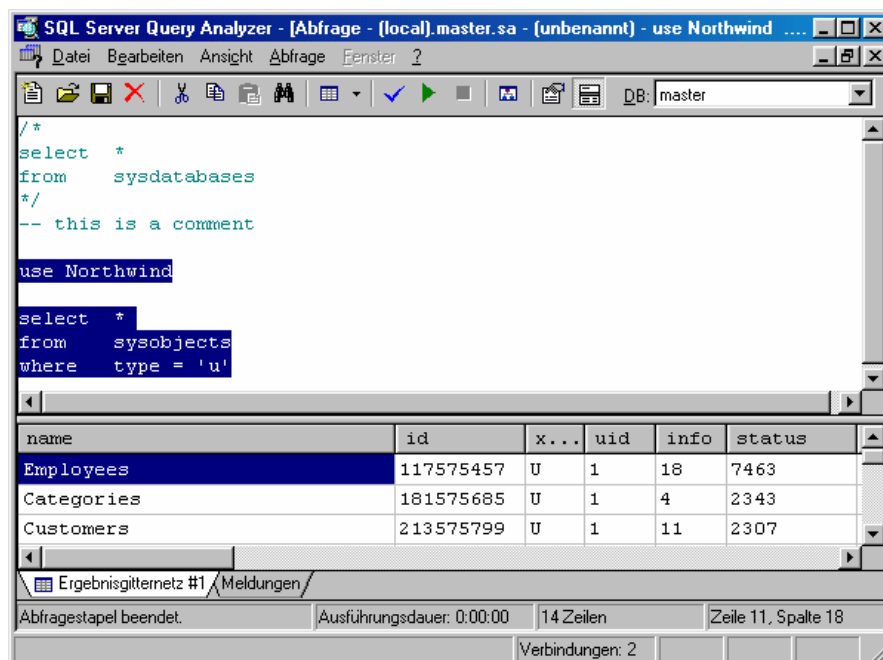 SQL Server Query Analyzer - [Abfrage - (local).master.sa - (unbenannt) - use Northwind ....
Datei Bearbeiten Ansicht Abfrage Fenster ?
DB: master
/*
select *
from sysdatabases
*/
-- this is a comment
use Northwind
select *
from sysobjects
where type = 'u'
name id x... uid info status
Employees 117575457 U 1 18 7463
Categories 181575685 U 1 4 2343
Customers 213575799 U 1 11 2307
Ergebnisgitternetz #1 Meldungen
Abfragestapel beendet. Ausführungsdauer: 0:00:00 14 Zeilen Zeile 11, Spalte 18
Verbindungen: 2